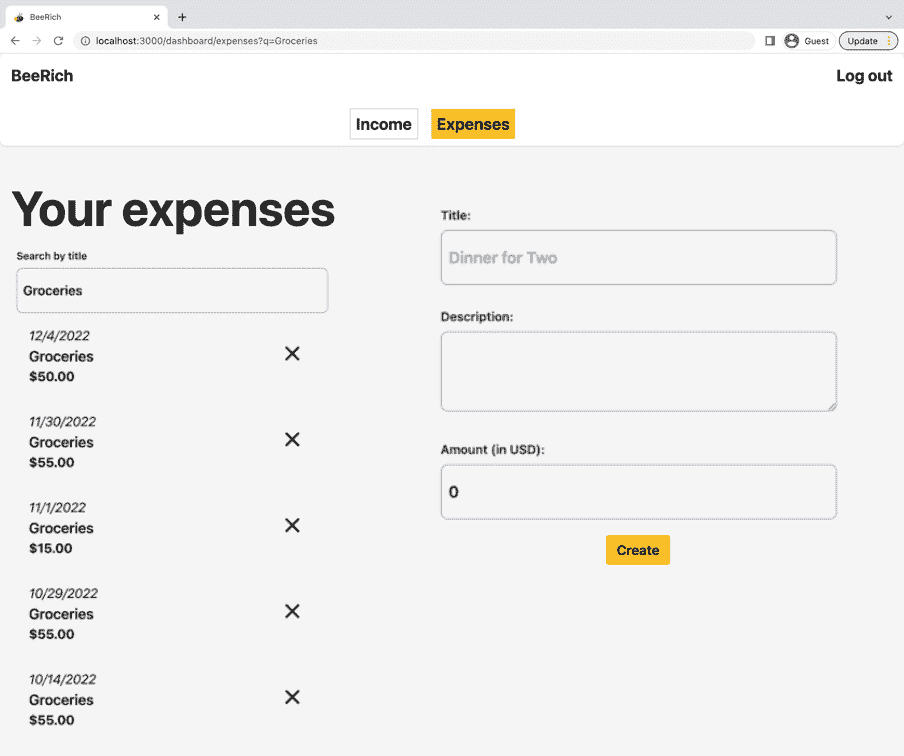 BeeRich
localhost:3000/dashboard/expenses?q=Groceries
Guest
Update
BeeRich
Log out
Income
Expenses
Your expenses
Search by title
Groceries
12/4/2022
Groceries
$50.00
11/30/2022
Groceries
$55.00
11/1/2022
Groceries
$15.00
10/29/2022
Groceries
$55.00
10/14/2022
Groceries
$55.00
Title:
Dinner for Two
Description:
Amount (in USD):
0
Create